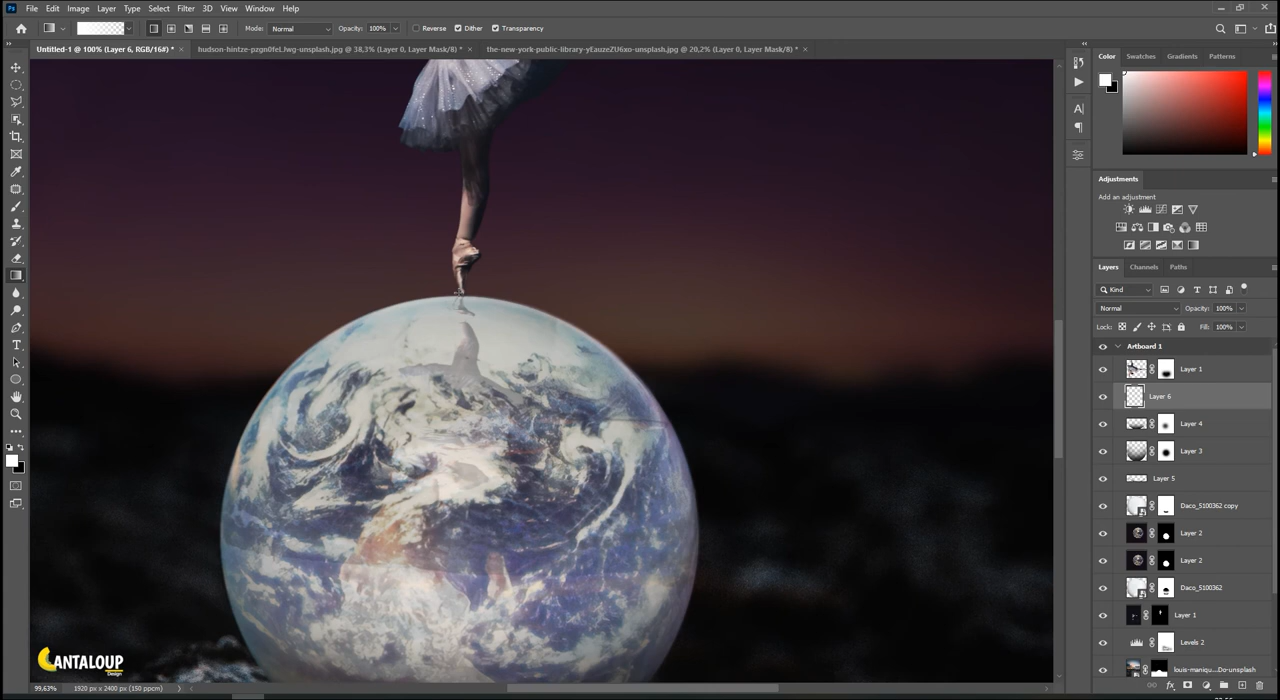 Ps File Edit Image Layer Type Select Filter 3D View Window Help
Mode: Normal Opacity: 100% Reverse Dither Transparency
Untitled-1 @ 100% (Layer 6, RGB/16#) * × hudson-hintze-pzgn0feLlwg-unsplash.jpg @ 38,3% (Layer 0, Layer Mask/8) * × the-new-york-public-library-yEauzeZU6xo-unsplash.jpg @ 20,2% (Layer 0, Layer Mask/8) * ×
Color Swatches Gradients Patterns
Adjustments
Add an adjustment
Layers Channels Paths
Kind
Normal Opacity: 100%
Lock: Fill: 100%
Artboard 1
Layer 1
Layer 6
Layer 4
Layer 3
Layer 5
Daco_5100362 copy
Layer 2
Layer 2
Daco_5100362
Layer 1
Levels 2
louis-maniqu...Do-unsplash
CANTALOUP
Design
99,63% 1920 px x 2400 px (150 ppcm)